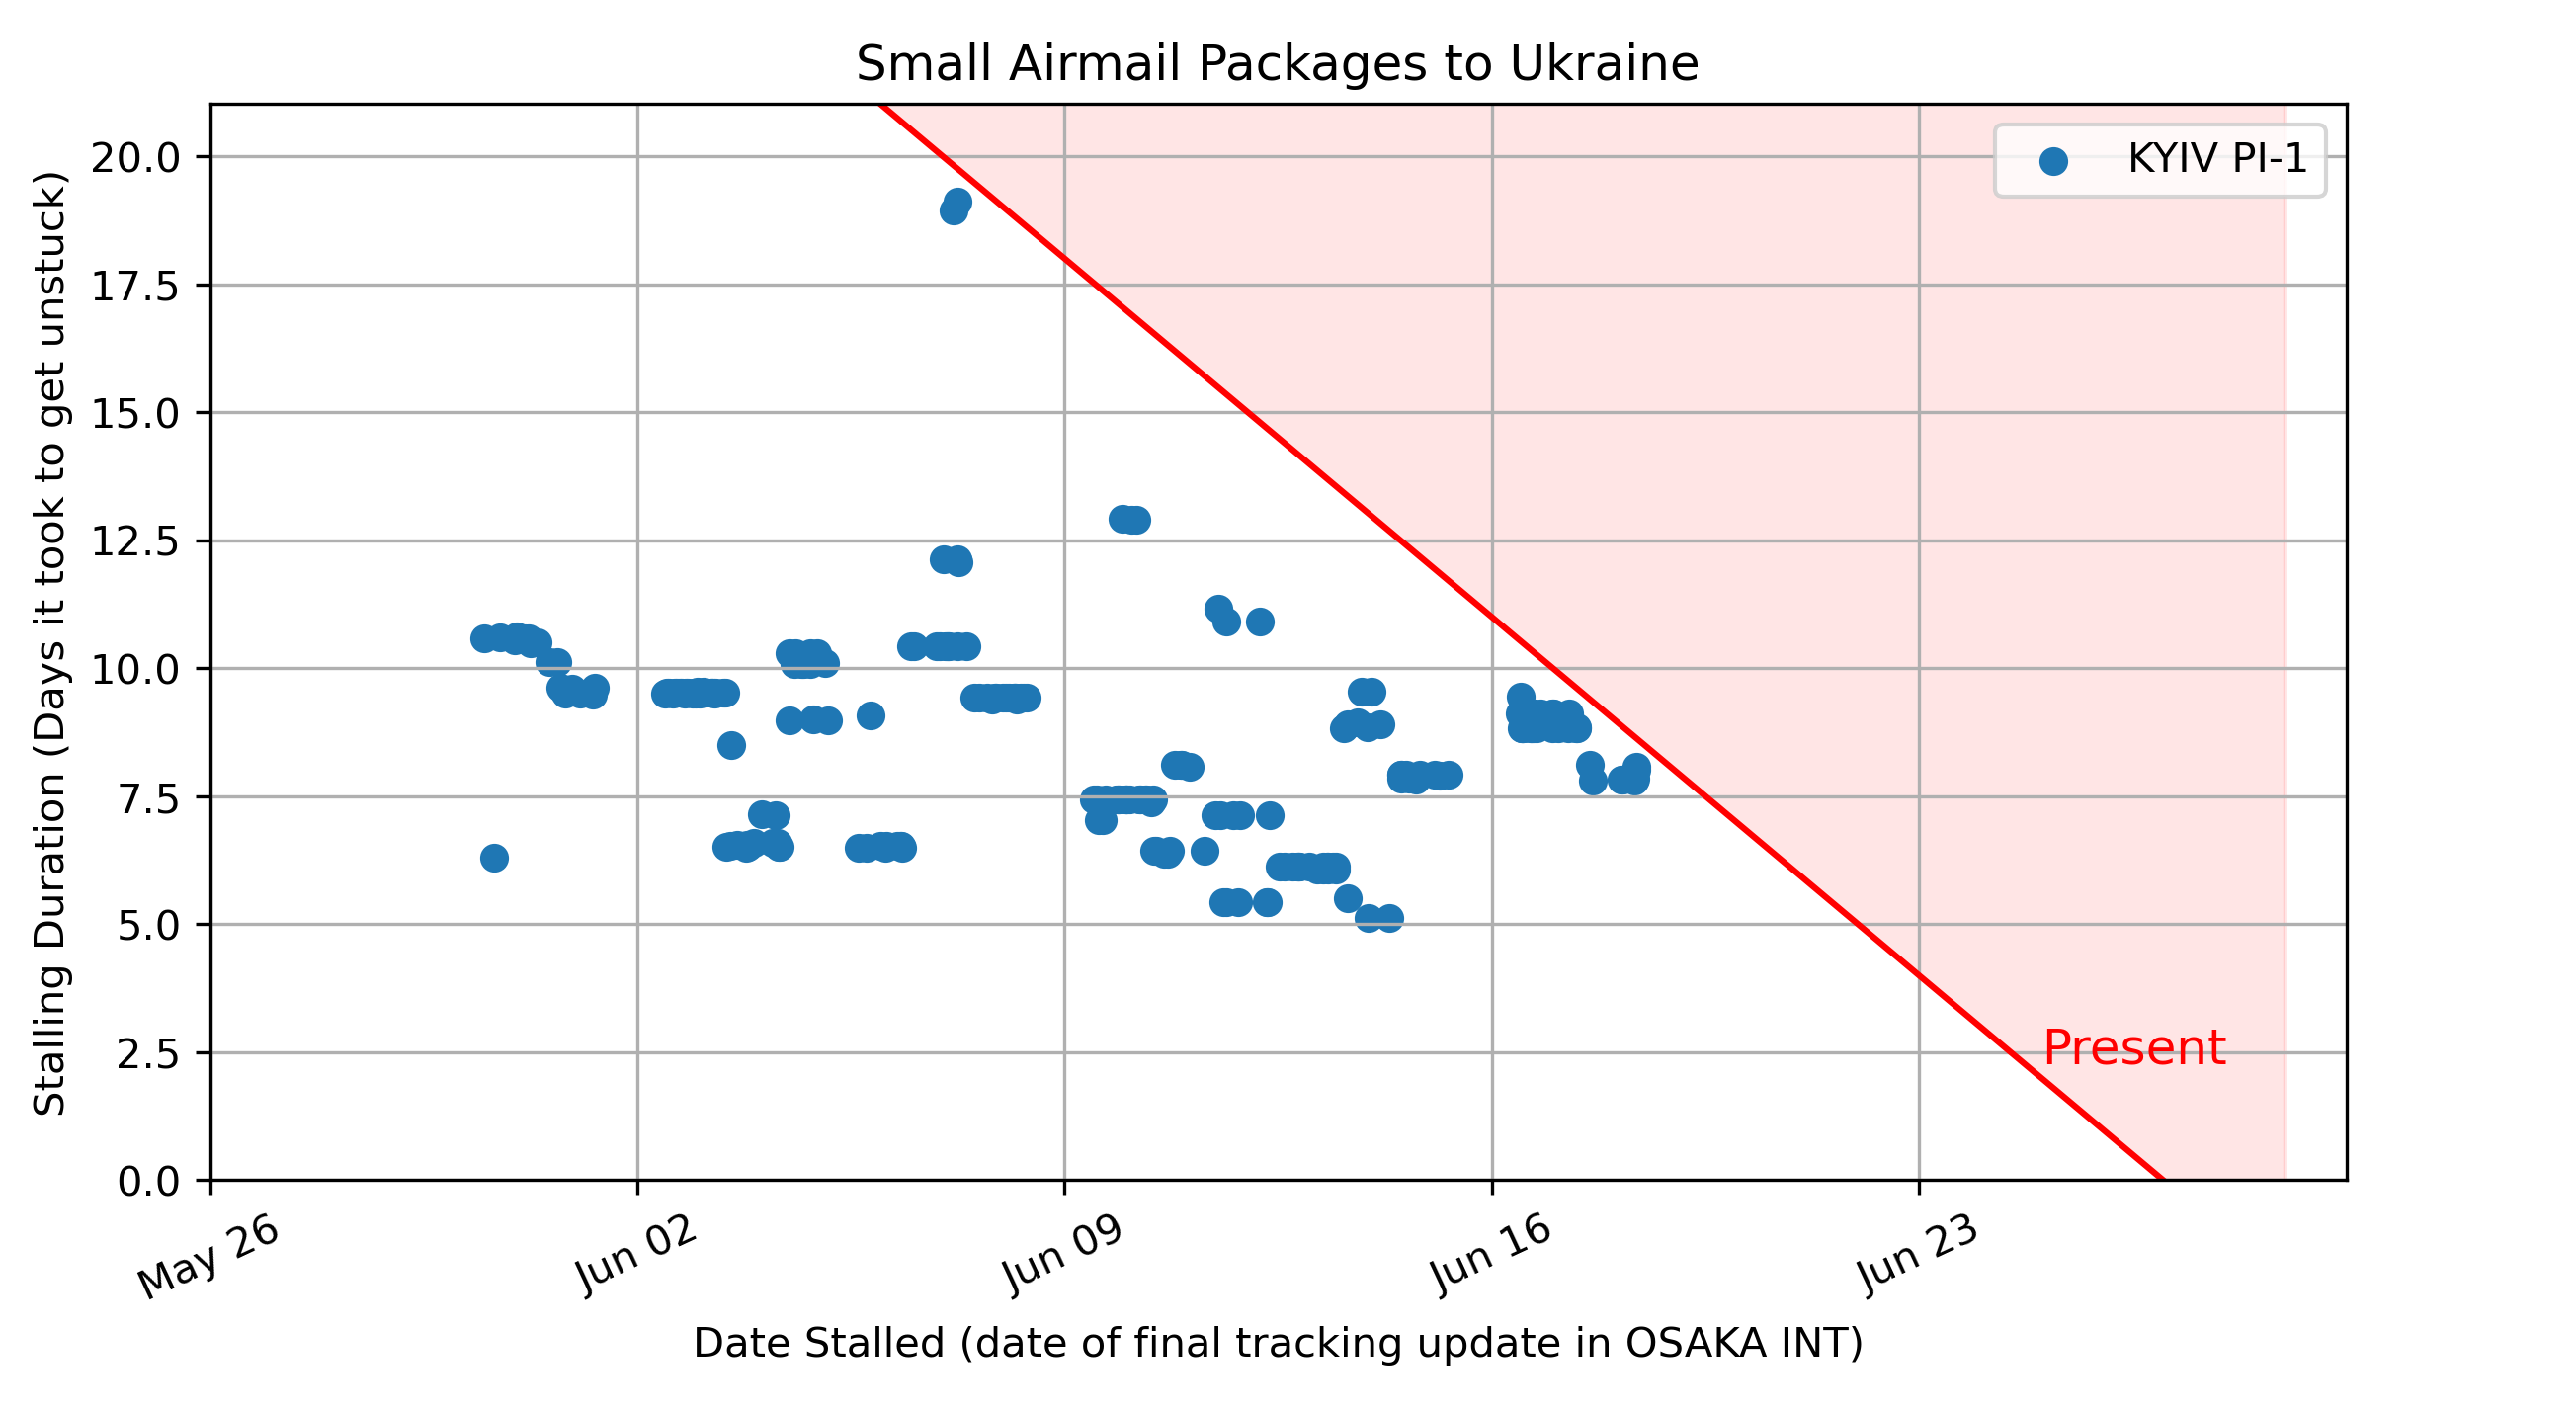 Small Airmail Packages to Ukraine
KYIV PI-1
Stalling Duration (Days it took to get unstuck)
20.0
17.5
15.0
12.5
10.0
7.5
5.0
2.5
0.0
Present
May 26
Jun 02
Jun 09
Jun 16
Jun 23
Date Stalled (date of final tracking update in OSAKA INT)